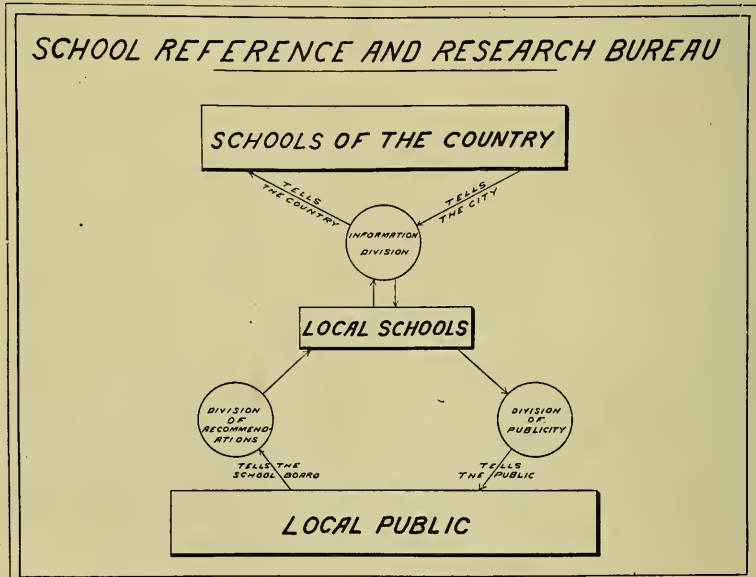 SCHOOL REFERENCE AND RESEARCH BUREAU
SCHOOLS OF THE COUNTRY
TELLS
THE COUNTRY
TELLS
THE CITY
INFORMATION
DIVISION
LOCAL SCHOOLS
DIVISION
OF
RECOMMEND-
ATIONS
DIVISION
OF
PUBLICITY
TELLS THE
SCHOOL BOARD
TELLS
THE PUBLIC
LOCAL PUBLIC